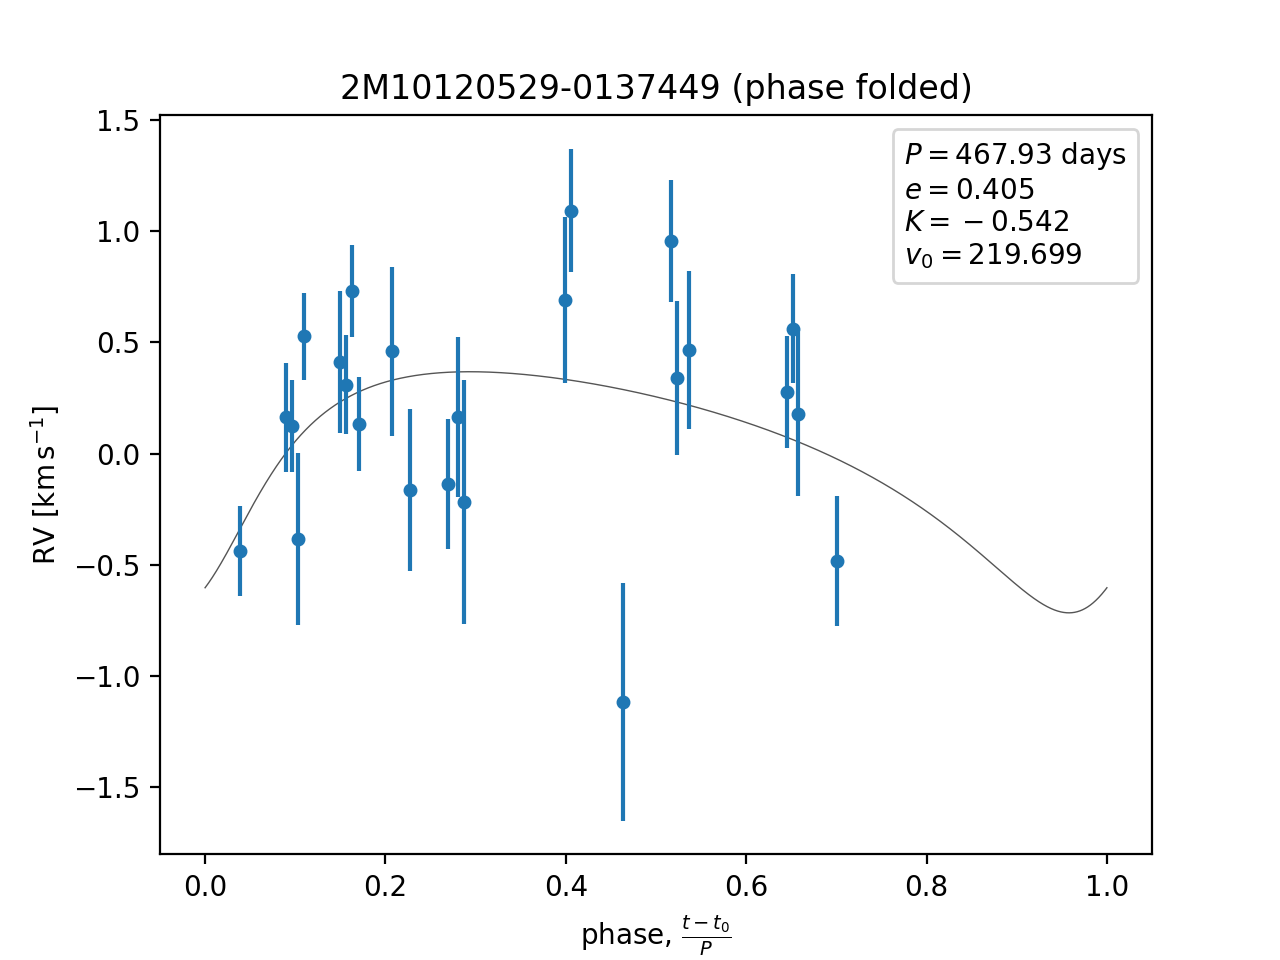 2M10120529-0137449 (phase folded)
P = 467.93 days
e = 0.405
K = −0.542
v₀ = 219.699
1.5
1.0
0.5
0.0
−0.5
−1.0
−1.5
RV [km s⁻¹]
0.0 0.2 0.4 0.6 0.8 1.0
phase, (t − t₀)/P